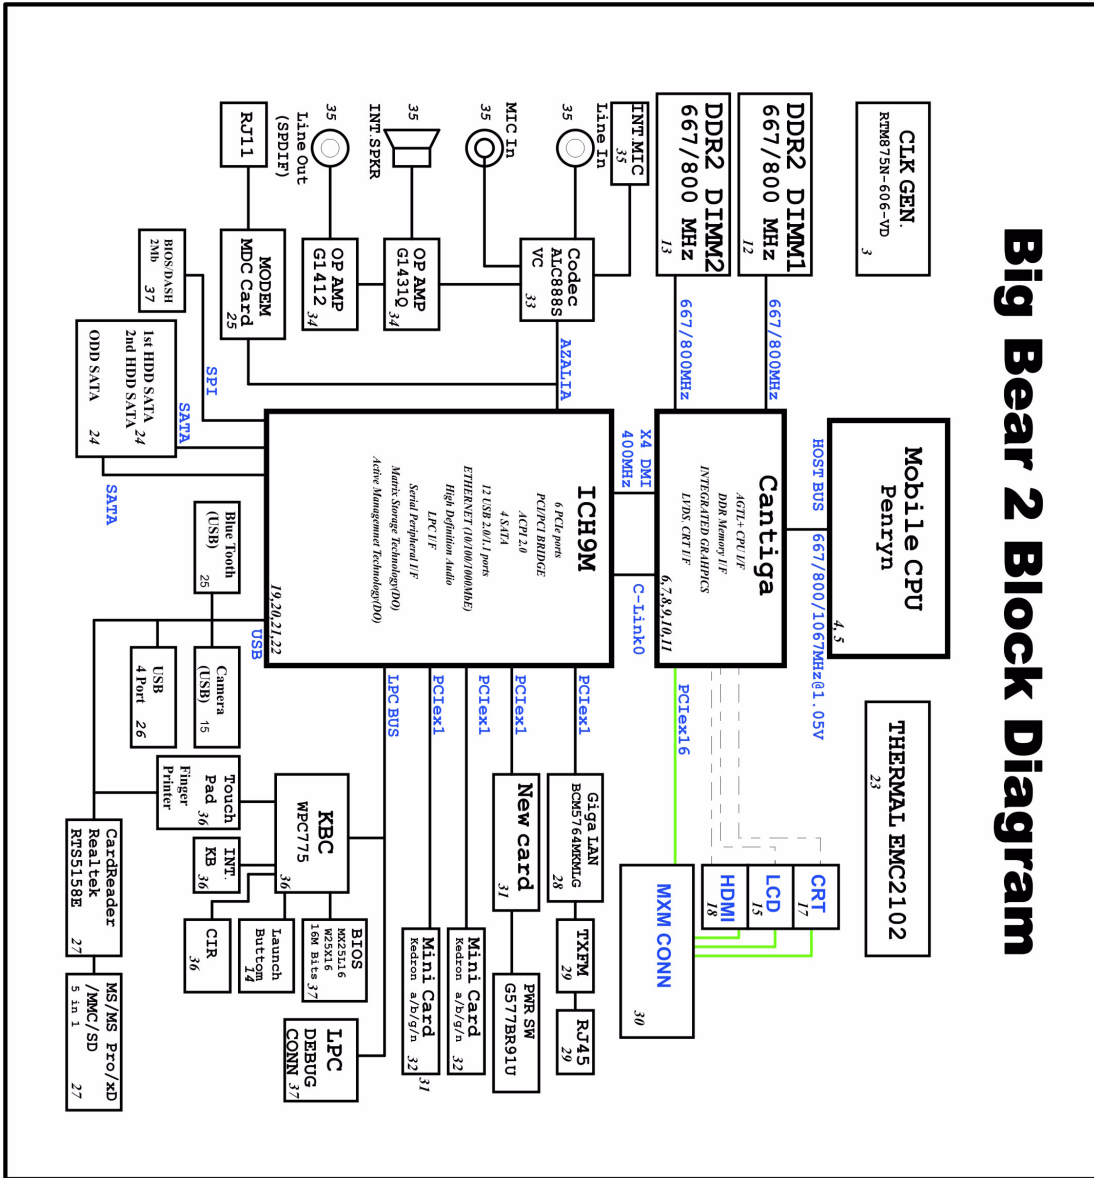 Big Bear 2 Block Diagram
CLK GEN.
RTM875N-606-VD
3
Mobile CPU
Penryn
4, 5
THERMAL EMC2102
23
HOST BUS
667/800/1067MHz@1.05V
DDR2 DIMM1
667/800 MHz
12
667/800MHz
DDR2 DIMM2
667/800 MHz
13
667/800MHz
Cantiga
AGTL+ CPU I/F
DDR Memory I/F
INTEGRATED GRAHPICS
LVDS, CRT I/F
6,7,8,9,10,11
CRT
17
LCD
15
HDMI
18
PCIex16
MXM CONN
30
X4 DMI
400MHz
C-Link0
INT.MIC
35
Line In
35
MIC In
35
INT.SPKR
35
Line Out
(SPDIF)
35
RJ11
Codec
ALC888S
VC
33
OP AMP
G1431Q
34
OP AMP
G1412
34
MODEM
MDC Card
25
AZALIA
ICH9M
6 PCIe ports
PCI/PCI BRIDGE
ACPI 2.0
4 SATA
12 USB 2.0/1.1 ports
ETHERNET (10/100/1000MbE)
High Definition Audio
LPC I/F
Serial Peripheral I/F
Matrix Storage Technology(DO)
Active Managemnet Technology(DO)
19,20,21,22
PCIex1
Giga LAN
BCM5764MKMLG
28
TXFM
29
RJ45
29
PCIex1
New card
31
PWR SW
G577BR91U
PCIex1
Mini Card
Kedron a/b/g/n
32
PCIex1
Mini Card
Kedron a/b/g/n
32
31
LPC BUS
KBC
WPC775
36
LPC
DEBUG
CONN
37
BIOS
MX25L16
W25X16
16M Bits
37
Launch
Buttom
14
CIR
36
INT.
KB
36
Touch
Pad
36
Finger
Printer
BIOS/DASH
2Mb
37
SPI
1st HDD SATA
2nd HDD SATA
24
ODD SATA
24
SATA
SATA
USB
Blue Tooth
(USB)
25
Camera
(USB)
15
USB
4 Port
26
CardReader
Realtek
RTS5158E
27
MS/MS Pro/xD
/MMC/SD
5 in 1
27